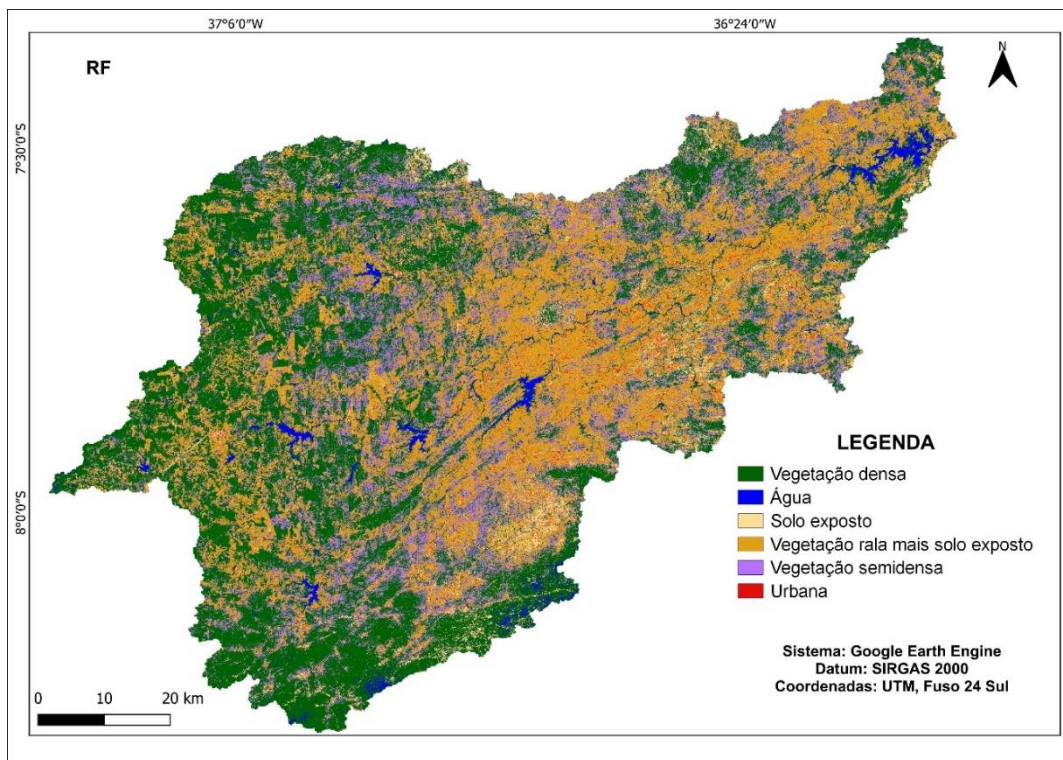 37°6′0″W
36°24′0″W
RF
N
7°30′0″S
8°0′0″S
LEGENDA
Vegetação densa
Água
Solo exposto
Vegetação rala mais solo exposto
Vegetação semidensa
Urbana
Sistema: Google Earth Engine
Datum: SIRGAS 2000
Coordenadas: UTM, Fuso 24 Sul
0 10 20 km